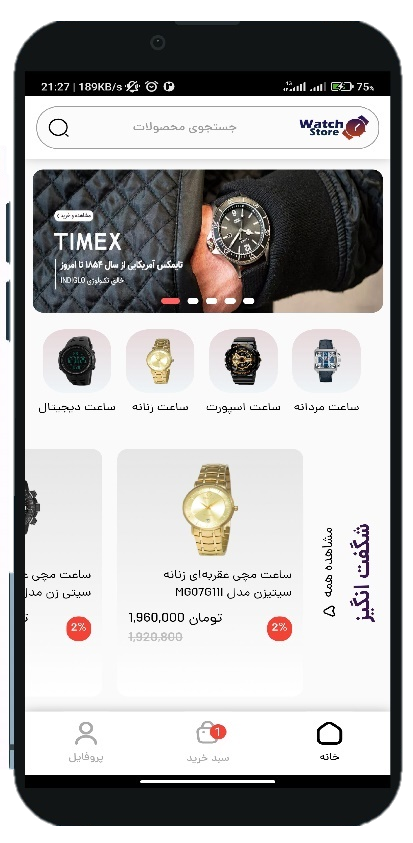 21:27 | 189KB/s
75%
Watch
Store
جستجوی محصولات
مشاهده و خرید
TIMEX
تایمکس آمریکایی از سال ۱۸۵۴ تا امروز
خالق تکنولوژی INDIGLO
ساعت مردانه
ساعت اسپورت
ساعت زنانه
ساعت دیجیتال
شگفت انگیز
مشاهده همه
ساعت مچی عقربه‌ای زنانه
سیتیزن مدل MG07G11I
1,960,000 تومان
1,920,800
2%
ساعت مچی ع
سیتی زن مدل
ت
2%
خانه
سبد خرید
1
پروفایل